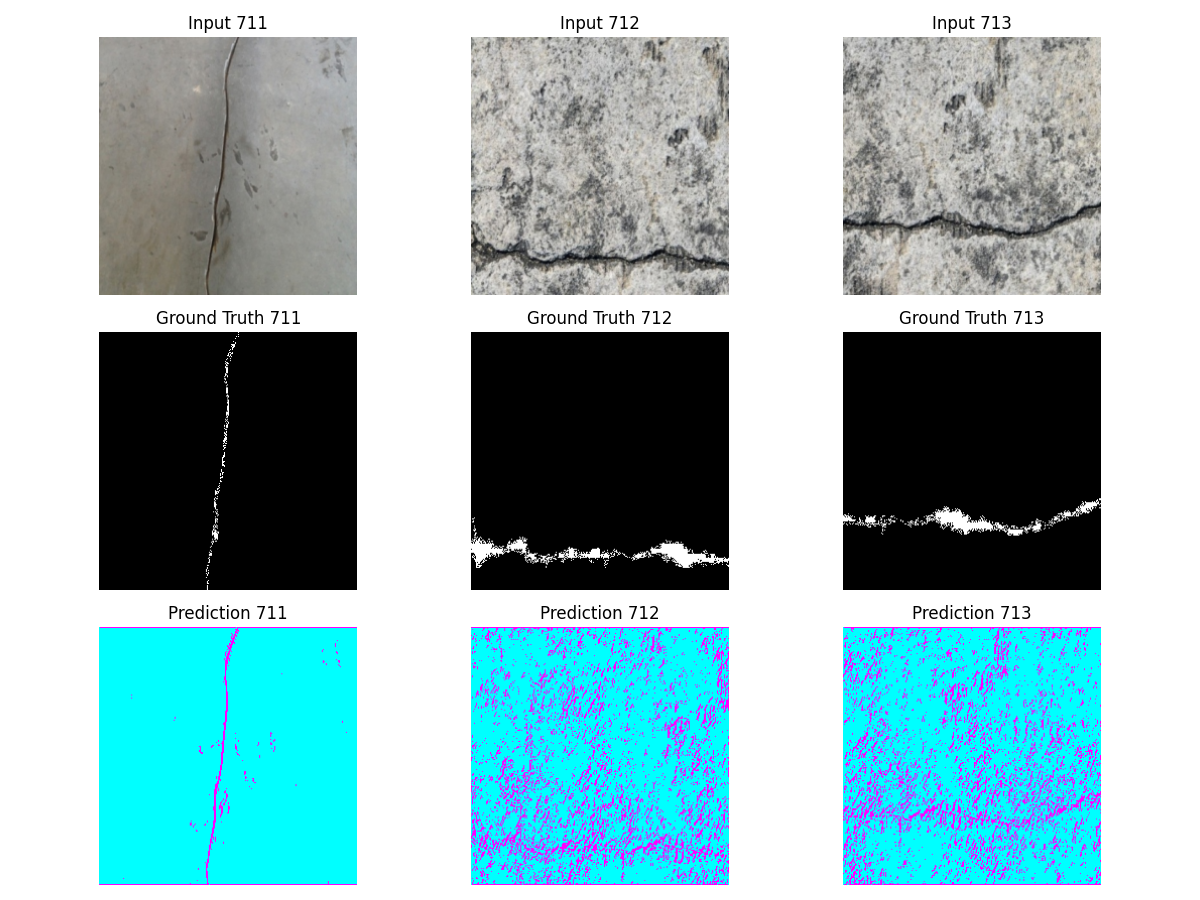 Input 711
Input 712
Input 713
Ground Truth 711
Ground Truth 712
Ground Truth 713
Prediction 711
Prediction 712
Prediction 713